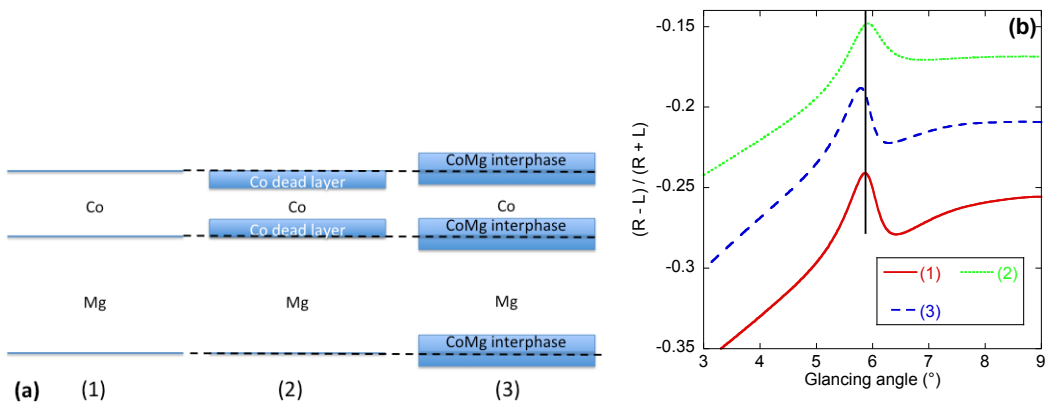 CoMg interphase
Co dead layer
Co
Co
Co
Co dead layer
CoMg interphase
Mg
Mg
Mg
CoMg interphase
(a)
(1)
(2)
(3)
(b)
-0.15
-0.2
-0.25
-0.3
-0.35
(R - L) / (R + L)
(1)
(2)
(3)
3
4
5
6
7
8
9
Glancing angle (°)